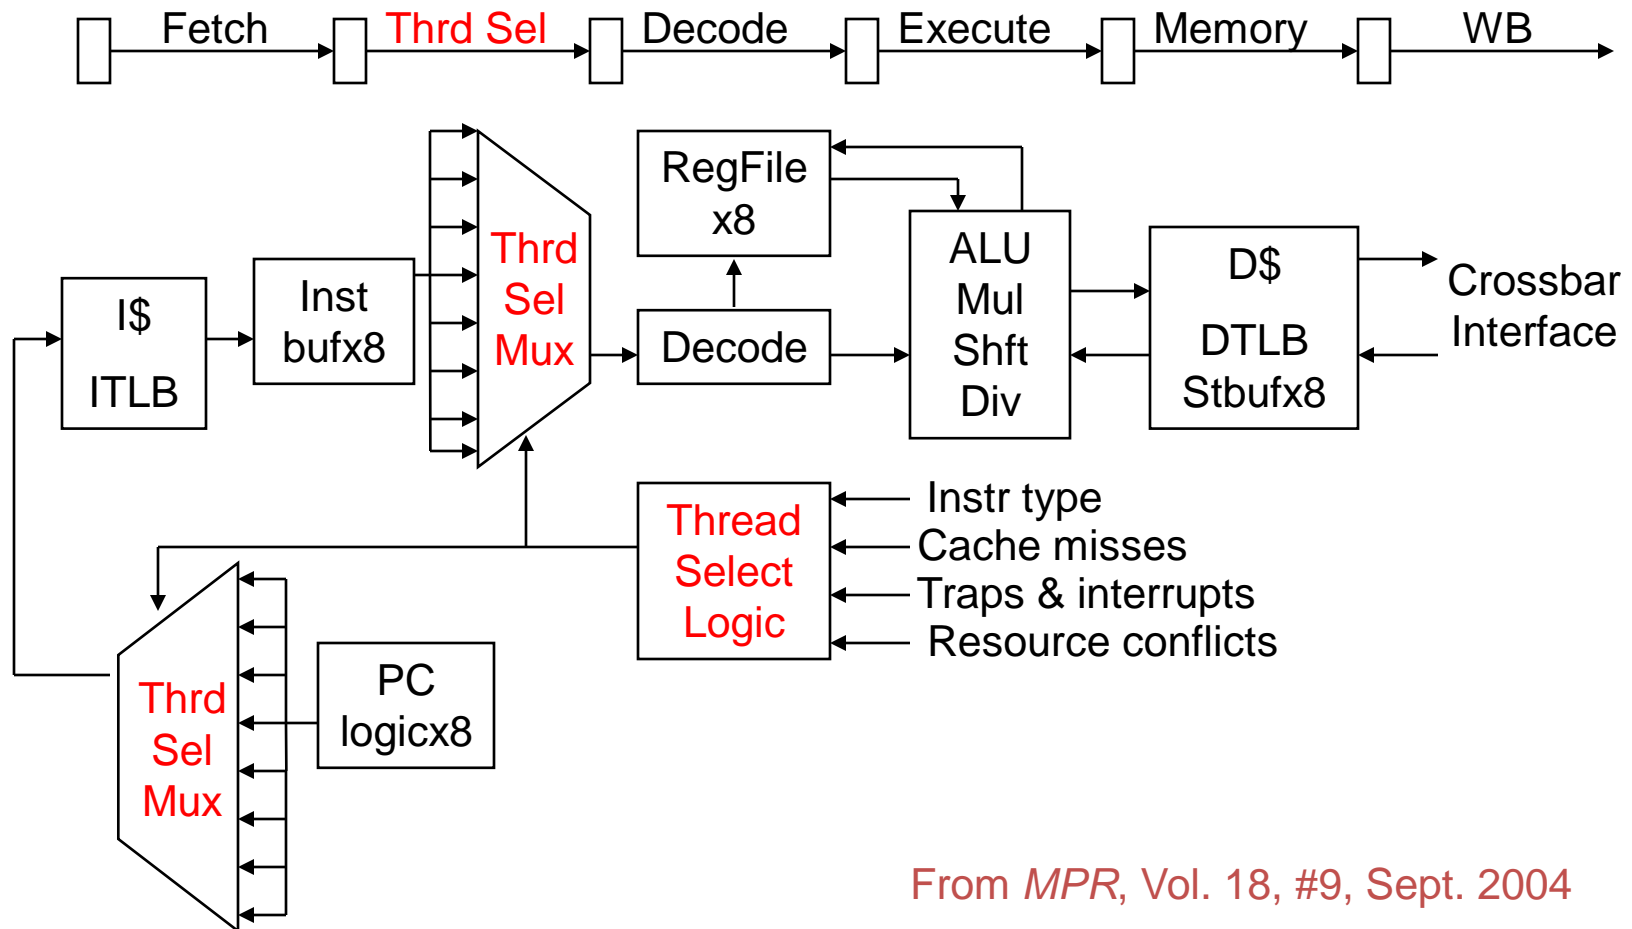 Fetch
Thrd Sel
Decode
Execute
Memory
WB
RegFile
x8
Thrd
Sel
Mux
ALU
Mul
Shft
Div
D$
DTLB
Stbufx8
Crossbar
Interface
I$
ITLB
Inst
bufx8
Decode
Thread
Select
Logic
Instr type
Cache misses
Traps & interrupts
Resource conflicts
Thrd
Sel
Mux
PC
logicx8
From MPR, Vol. 18, #9, Sept. 2004